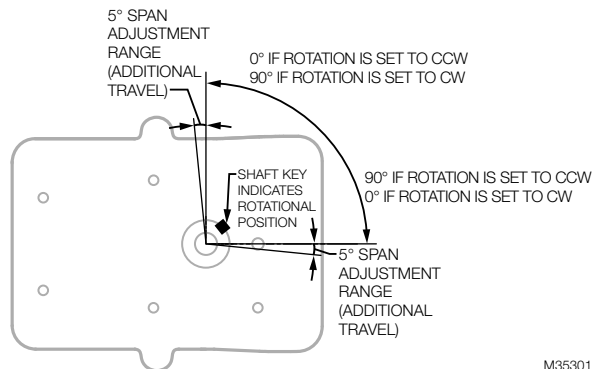 5° SPAN
ADJUSTMENT
RANGE
(ADDITIONAL
TRAVEL)
0° IF ROTATION IS SET TO CCW
90° IF ROTATION IS SET TO CW
SHAFT KEY
INDICATES
ROTATIONAL
POSITION
90° IF ROTATION IS SET TO CCW
0° IF ROTATION IS SET TO CW
5° SPAN
ADJUSTMENT
RANGE
(ADDITIONAL
TRAVEL)
M35301